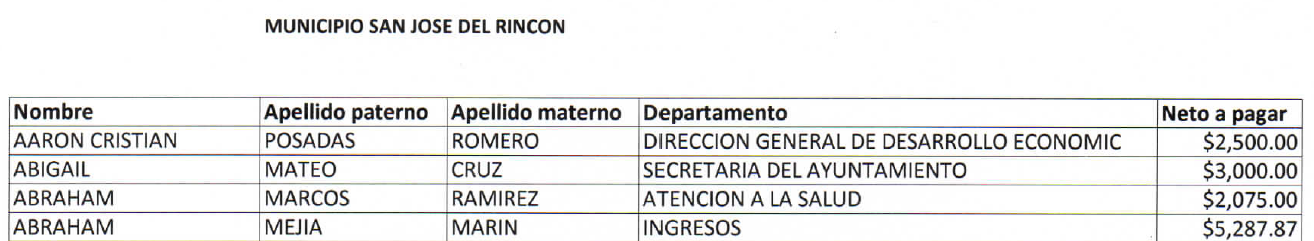 MUNICIPIO SAN JOSE DEL RINCON
Nombre Apellido paterno Apellido materno Departamento Neto a pagar
AARON CRISTIAN POSADAS ROMERO DIRECCION GENERAL DE DESARROLLO ECONOMIC $2,500.00
ABIGAIL MATEO CRUZ SECRETARIA DEL AYUNTAMIENTO $3,000.00
ABRAHAM MARCOS RAMIREZ ATENCION A LA SALUD $2,075.00
ABRAHAM MEJIA MARIN INGRESOS $5,287.87